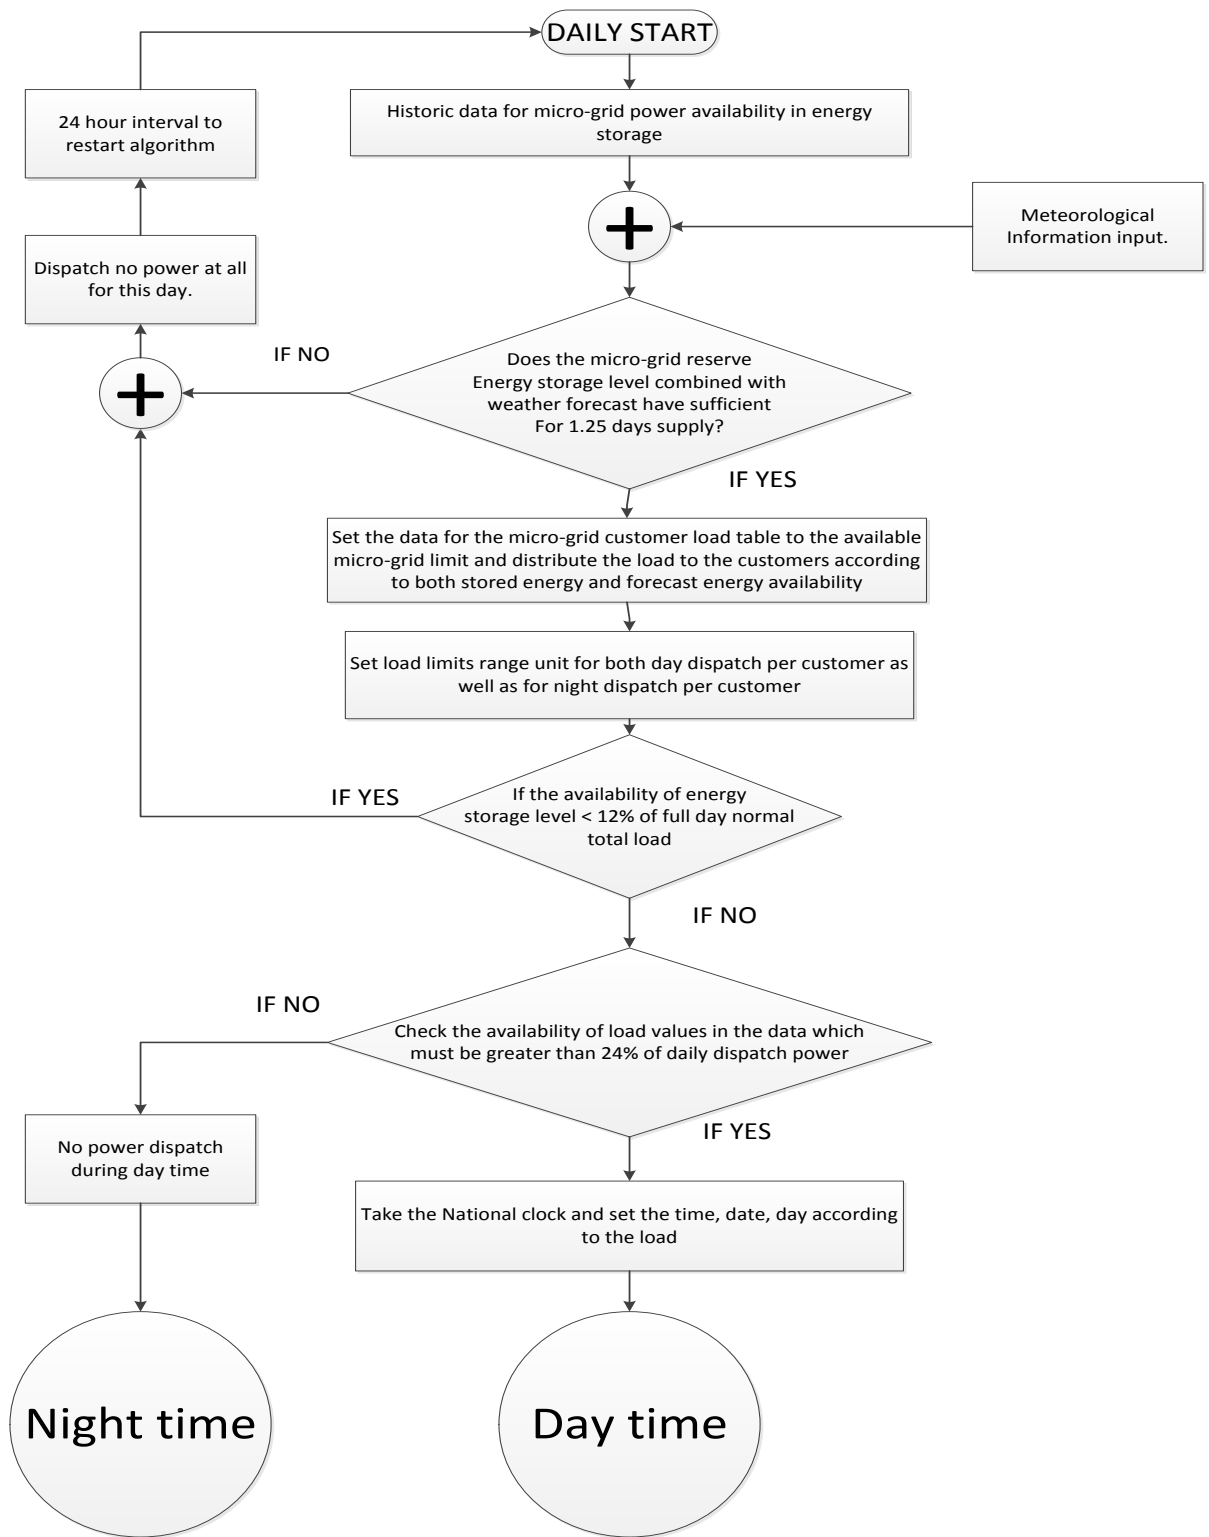 DAILY START
Historic data for micro-grid power availability in energy
storage
24 hour interval to
restart algorithm
+
Meteorological
Information input.
Dispatch no power at all
for this day.
IF NO
+
Does the micro-grid reserve
Energy storage level combined with
weather forecast have sufficient
For 1.25 days supply?
IF YES
Set the data for the micro-grid customer load table to the available
micro-grid limit and distribute the load to the customers according
to both stored energy and forecast energy availability
Set load limits range unit for both day dispatch per customer as
well as for night dispatch per customer
IF YES
If the availability of energy
storage level < 12% of full day normal
total load
IF NO
IF NO
Check the availability of load values in the data which
must be greater than 24% of daily dispatch power
IF YES
No power dispatch
during day time
Take the National clock and set the time, date, day according
to the load
Night time
Day time